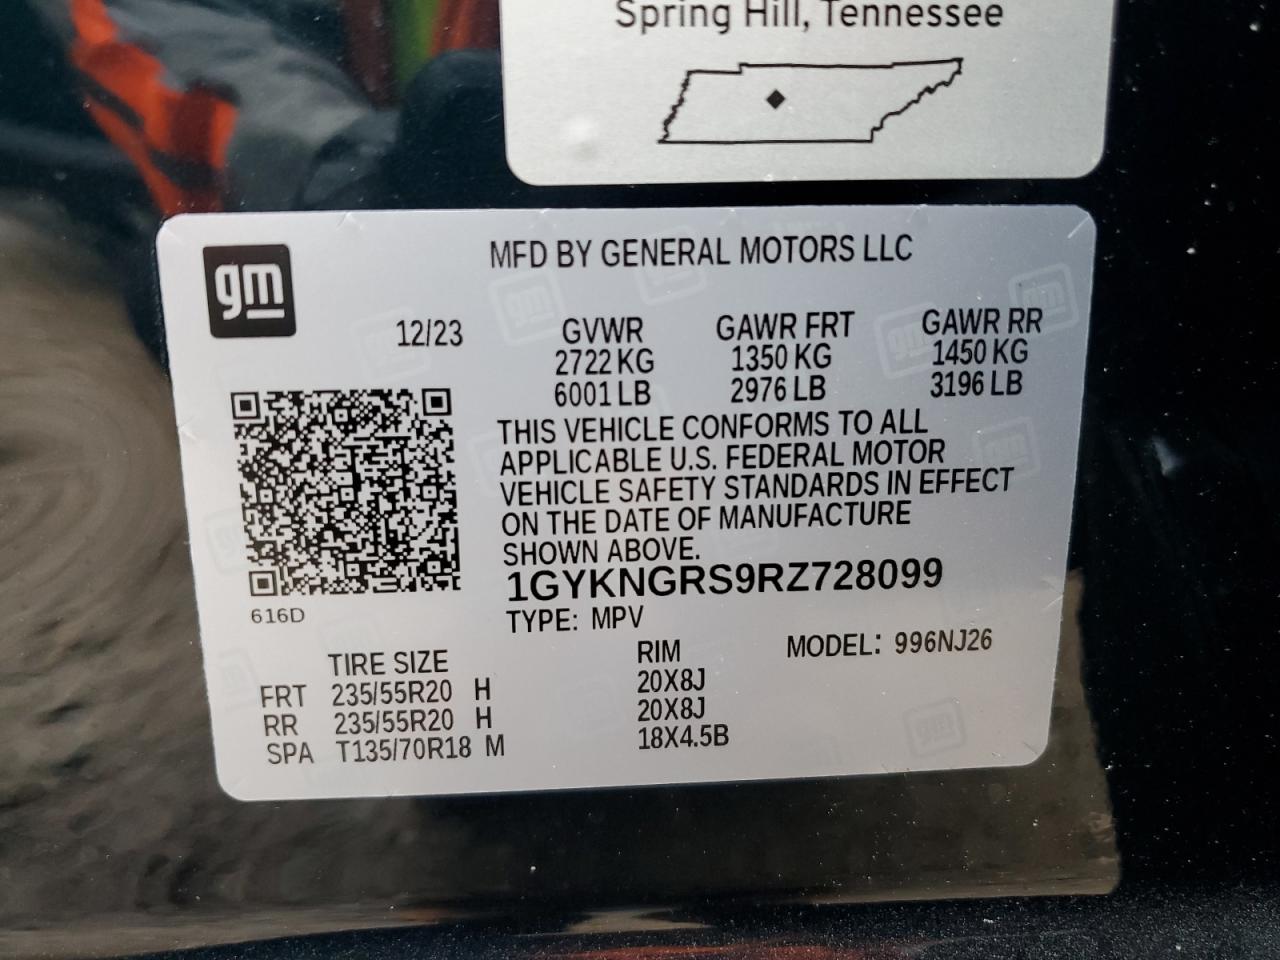 Spring Hill, Tennessee
gm
MFD BY GENERAL MOTORS LLC
12/23 GVWR GAWR FRT GAWR RR
2722 KG 1350 KG 1450 KG
6001 LB 2976 LB 3196 LB
THIS VEHICLE CONFORMS TO ALL
APPLICABLE U.S. FEDERAL MOTOR
VEHICLE SAFETY STANDARDS IN EFFECT
ON THE DATE OF MANUFACTURE
SHOWN ABOVE.
1GYKNGRS9RZ728099
616D
TYPE: MPV
MODEL: 996NJ26
TIRE SIZE RIM
FRT 235/55R20 H 20X8J
RR 235/55R20 H 20X8J
SPA T135/70R18 M 18X4.5B